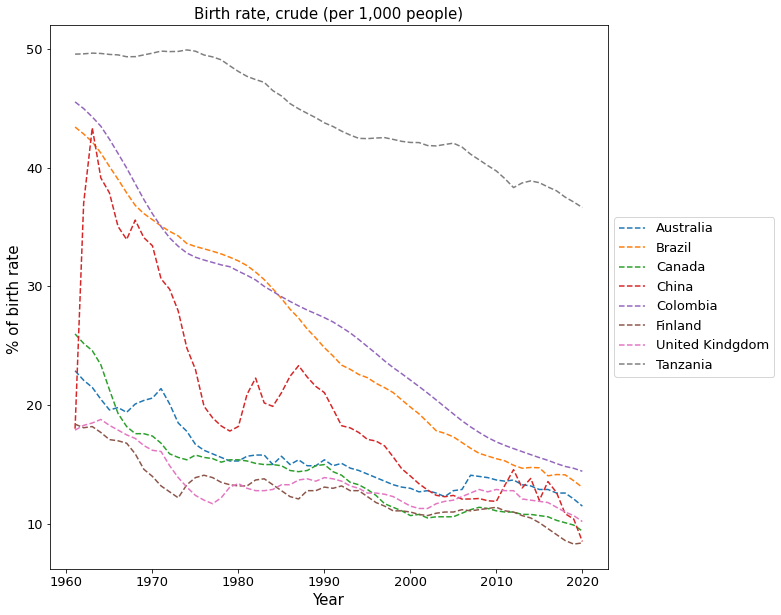 Birth rate, crude (per 1,000 people)
% of birth rate
50
40
30
20
10
1960 1970 1980 1990 2000 2010 2020
Year
Australia
Brazil
Canada
China
Colombia
Finland
United Kindgdom
Tanzania